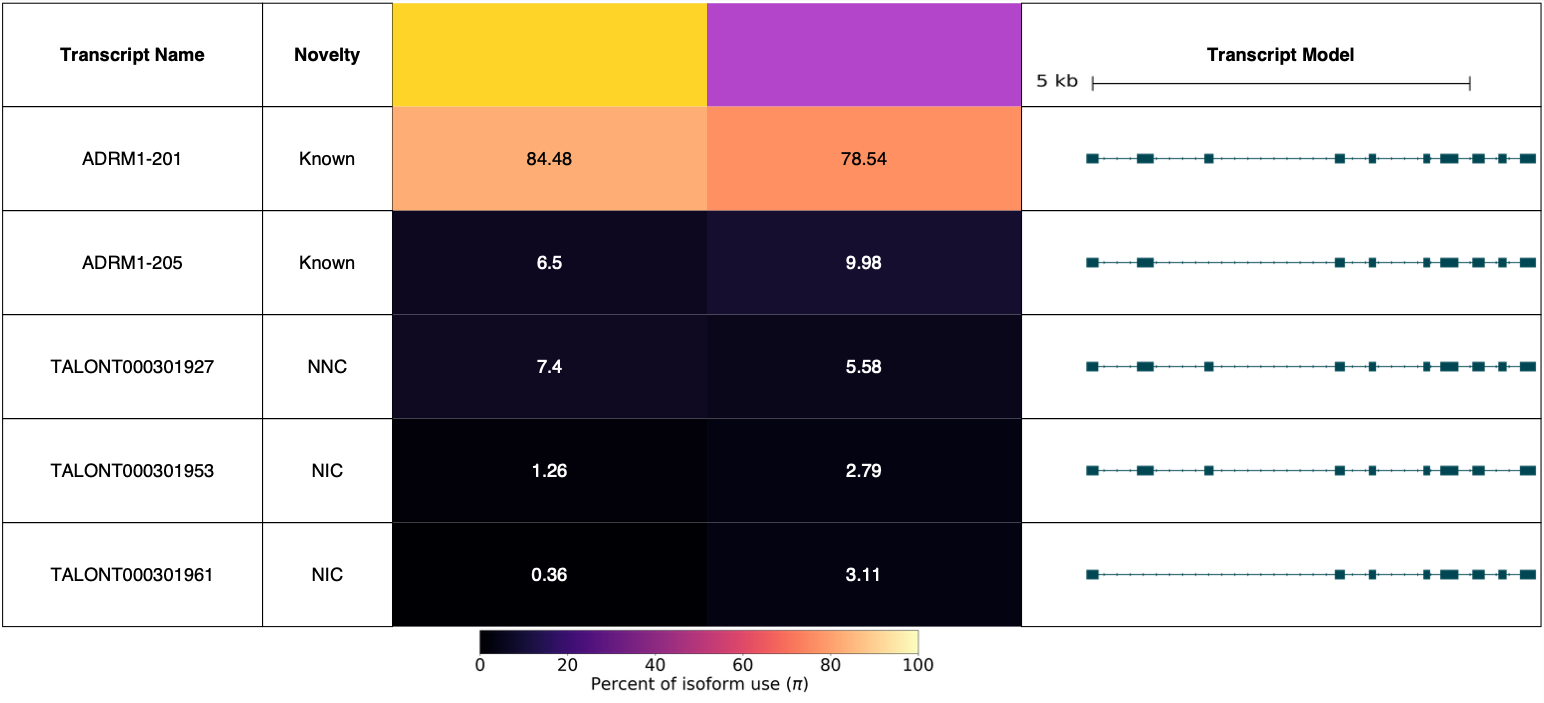 Transcript Name Novelty Transcript Model
5 kb
ADRM1-201 Known 84.48 78.54
ADRM1-205 Known 6.5 9.98
TALONT000301927 NNC 7.4 5.58
TALONT000301953 NIC 1.26 2.79
TALONT000301961 NIC 0.36 3.11
0 20 40 60 80 100
Percent of isoform use (π)